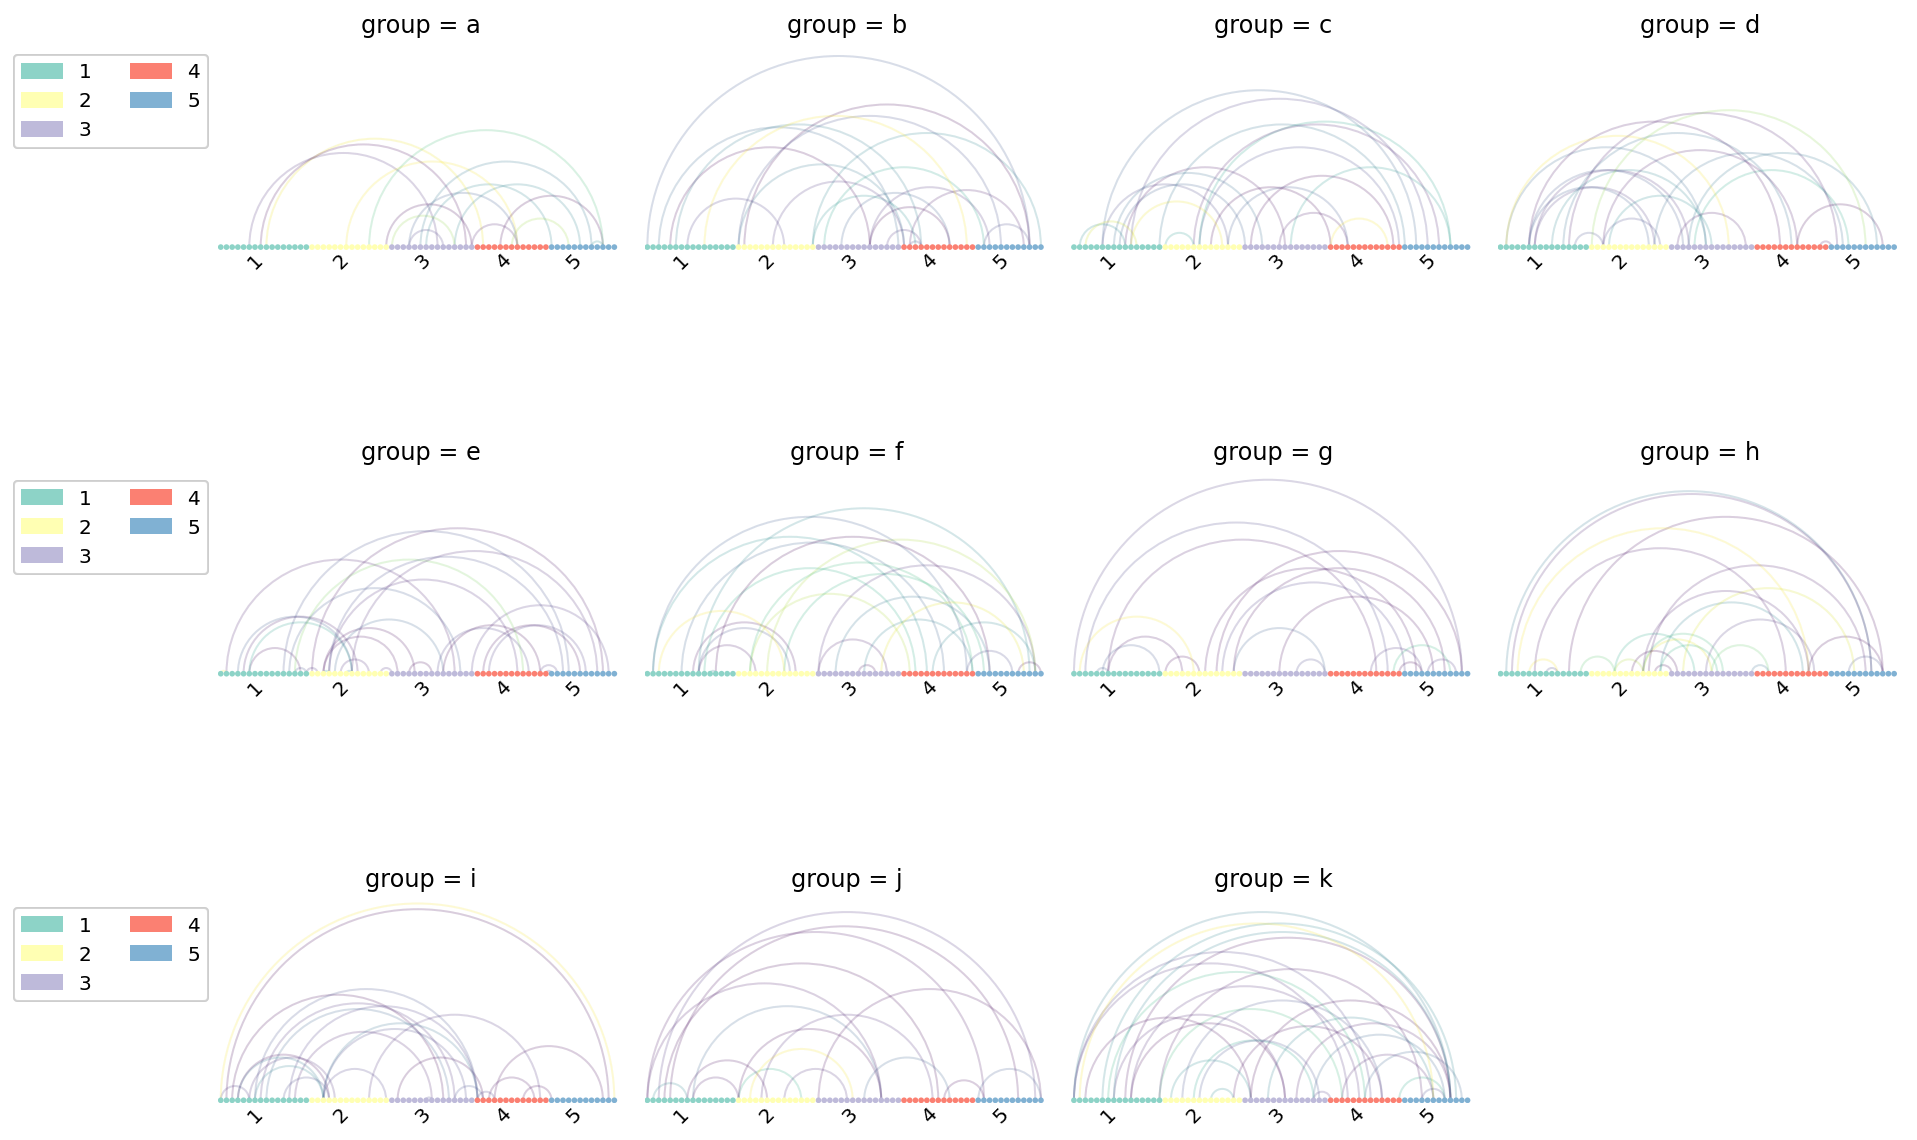 group = a
group = b
group = c
group = d
1 4
2 5
3
1 2 3 4 5
1 2 3 4 5
1 2 3 4 5
1 2 3 4 5
group = e
group = f
group = g
group = h
1 4
2 5
3
1 2 3 4 5
1 2 3 4 5
1 2 3 4 5
1 2 3 4 5
group = i
group = j
group = k
1 4
2 5
3
1 2 3 4 5
1 2 3 4 5
1 2 3 4 5